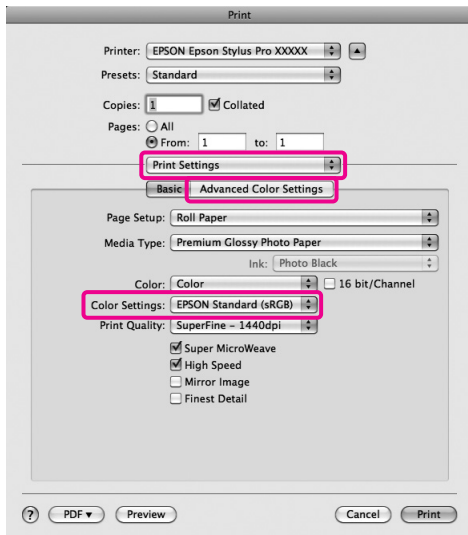 Print
Printer: EPSON Epson Stylus Pro XXXXX
Presets: Standard
Copies: 1 Collated
Pages: All
From: 1 to: 1
Print Settings
Basic Advanced Color Settings
Page Setup: Roll Paper
Media Type: Premium Glossy Photo Paper
Ink: Photo Black
Color: Color 16 bit/Channel
Color Settings: EPSON Standard (sRGB)
Print Quality: SuperFine – 1440dpi
Super MicroWeave
High Speed
Mirror Image
Finest Detail
? PDF ▾ Preview Cancel Print